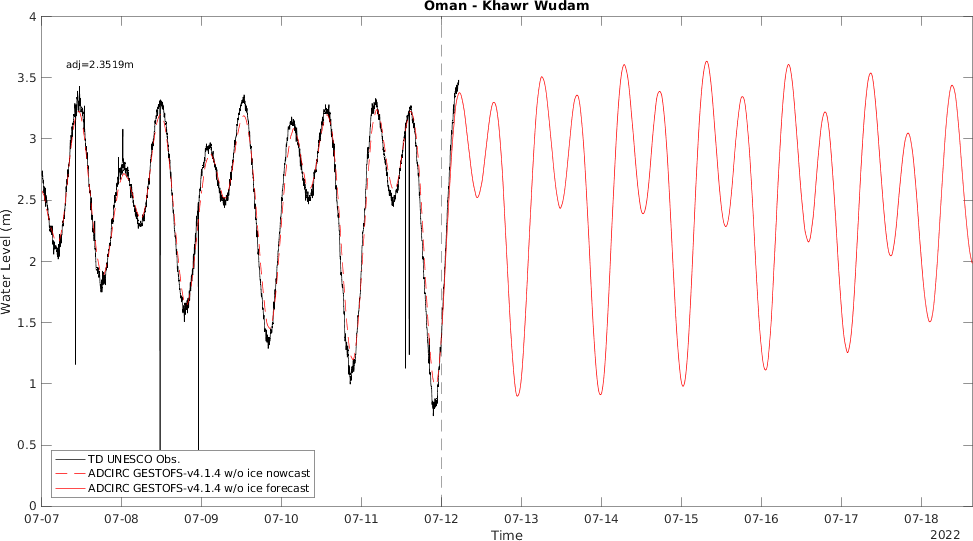 Oman - Khawr Wudam
adj=2.3519m
Water Level (m)
4
3.5
3
2.5
2
1.5
1
0.5
0
TD UNESCO Obs.
ADCIRC GESTOFS-v4.1.4 w/o ice nowcast
ADCIRC GESTOFS-v4.1.4 w/o ice forecast
07-07 07-08 07-09 07-10 07-11 07-12 07-13 07-14 07-15 07-16 07-17 07-18
Time
2022